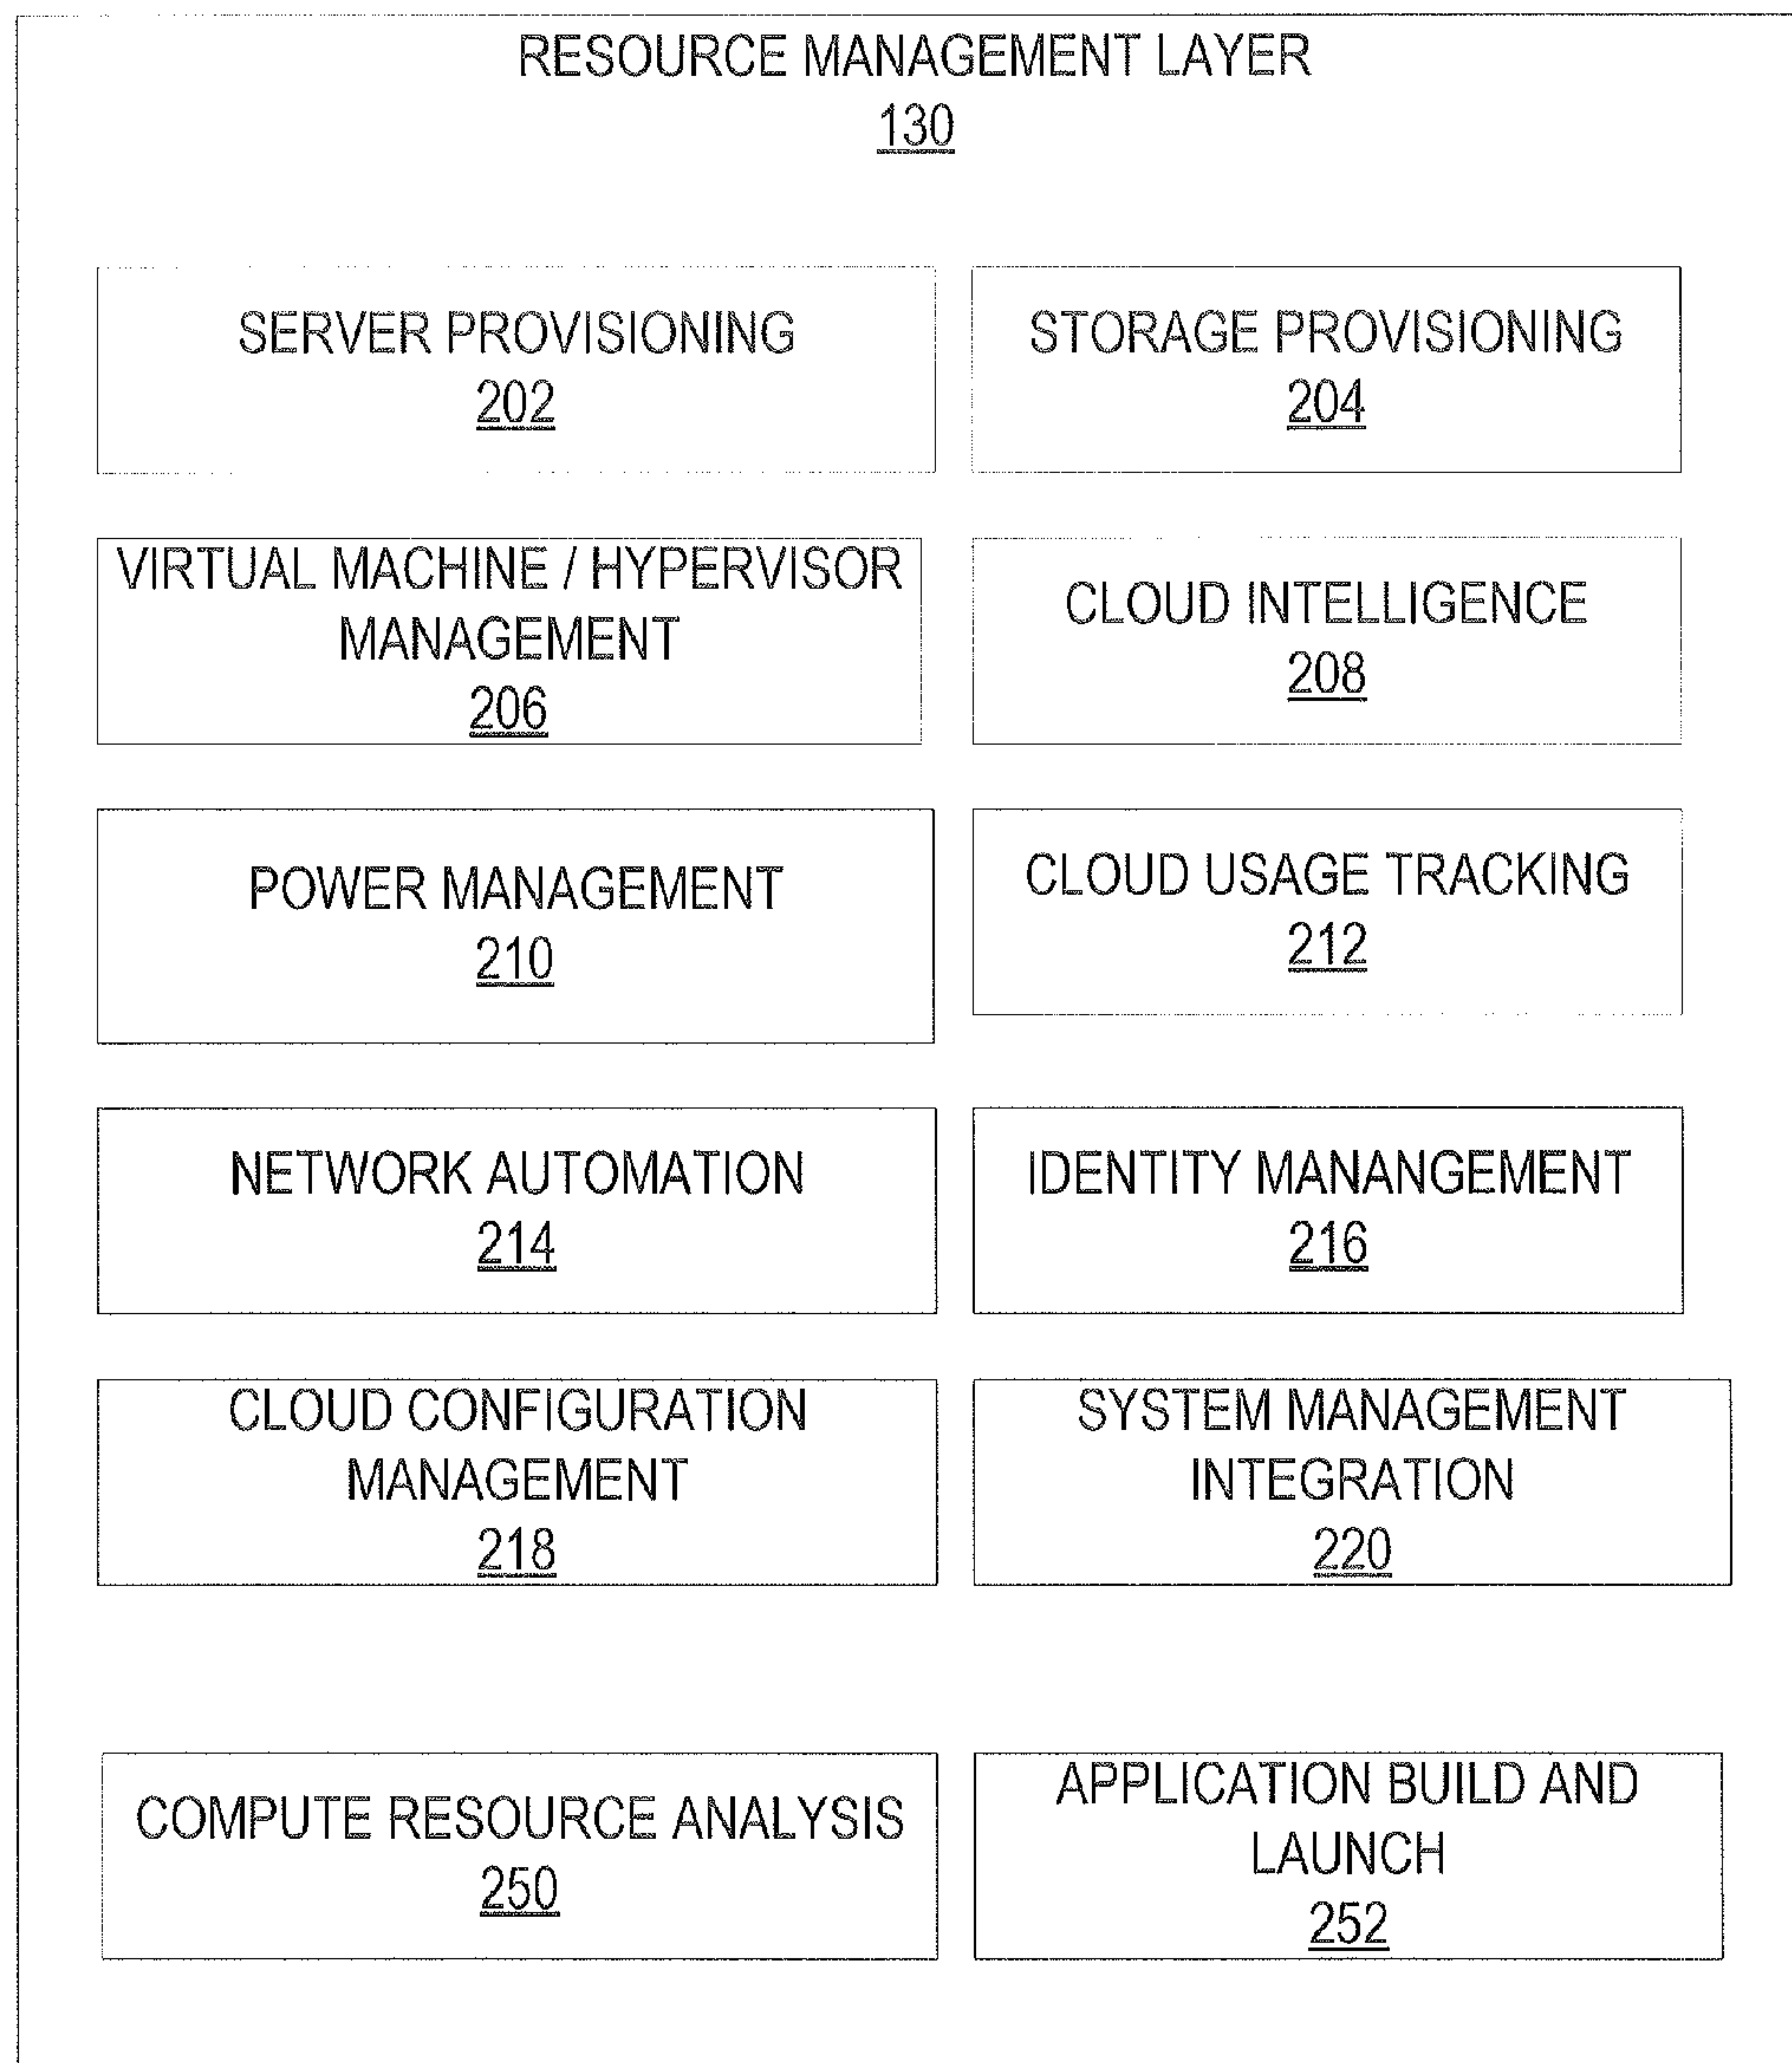 RESOURCE MANAGEMENT LAYER
130
SERVER PROVISIONING
202
STORAGE PROVISIONING
204
VIRTUAL MACHINE / HYPERVISOR
MANAGEMENT
206
CLOUD INTELLIGENCE
208
POWER MANAGEMENT
210
CLOUD USAGE TRACKING
212
NETWORK AUTOMATION
214
IDENTITY MANANGEMENT
216
CLOUD CONFIGURATION
MANAGEMENT
218
SYSTEM MANAGEMENT
INTEGRATION
220
COMPUTE RESOURCE ANALYSIS
250
APPLICATION BUILD AND
LAUNCH
252